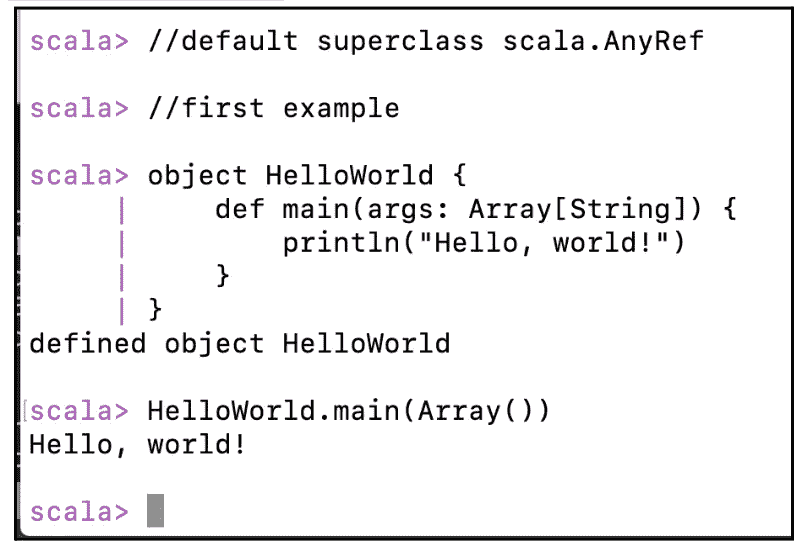 scala> //default superclass scala.AnyRef
scala> //first example
scala> object HelloWorld {
     |     def main(args: Array[String]) {
     |         println("Hello, world!")
     |     }
     | }
defined object HelloWorld
scala> HelloWorld.main(Array())
Hello, world!
scala>